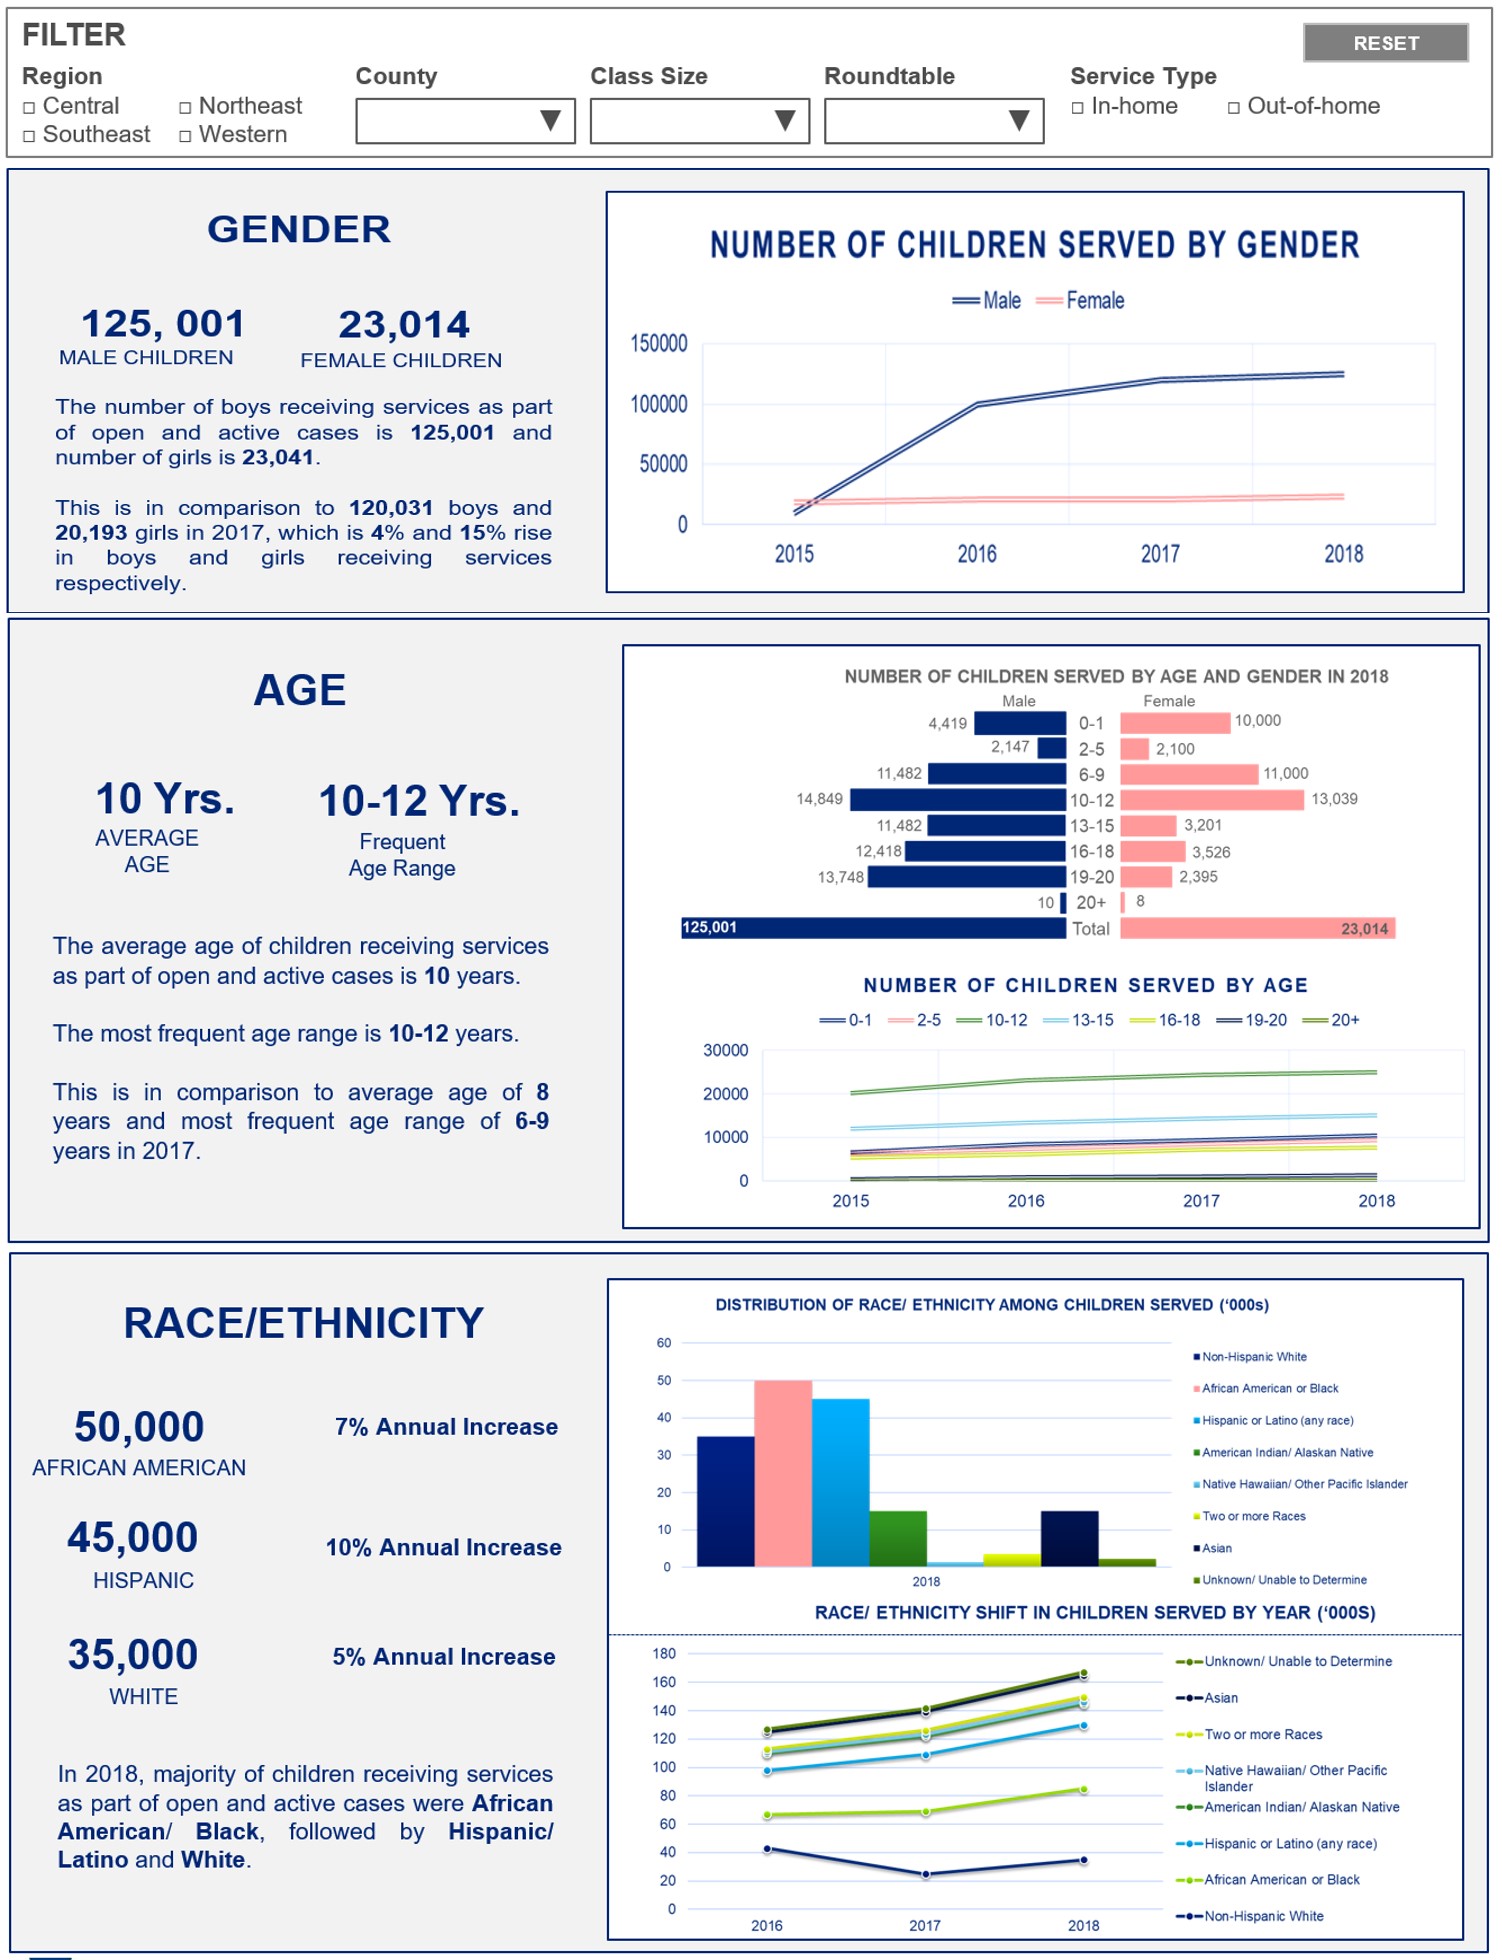 FILTER
RESET
Region
County
Class Size
Roundtable
Service Type
Central
Northeast
In-home
Out-of-home
Southeast
Western
GENDER
125, 001
23,014
MALE CHILDREN
FEMALE CHILDREN
The number of boys receiving services as part
of open and active cases is 125,001 and
number of girls is 23,041.
This is in comparison to 120,031 boys and
20,193 girls in 2017, which is 4% and 15% rise
in boys and girls receiving services
respectively.
NUMBER OF CHILDREN SERVED BY GENDER
Male Female
150000
100000
50000
0
2015 2016 2017 2018
AGE
10 Yrs.
10-12 Yrs.
AVERAGE
AGE
Frequent
Age Range
The average age of children receiving services
as part of open and active cases is 10 years.
The most frequent age range is 10-12 years.
This is in comparison to average age of 8
years and most frequent age range of 6-9
years in 2017.
NUMBER OF CHILDREN SERVED BY AGE AND GENDER IN 2018
Male Female
4,419 0-1 10,000
2,147 2-5 2,100
11,482 6-9 11,000
14,849 10-12 13,039
11,482 13-15 3,201
12,418 16-18 3,526
13,748 19-20 2,395
10 20+ 8
125,001 Total 23,014
NUMBER OF CHILDREN SERVED BY AGE
0-1 2-5 10-12 13-15 16-18 19-20 20+
30000
20000
10000
0
2015 2016 2017 2018
RACE/ETHNICITY
50,000
7% Annual Increase
AFRICAN AMERICAN
45,000
10% Annual Increase
HISPANIC
35,000
5% Annual Increase
WHITE
In 2018, majority of children receiving services
as part of open and active cases were African
American/ Black, followed by Hispanic/
Latino and White.
DISTRIBUTION OF RACE/ ETHNICITY AMONG CHILDREN SERVED (‘000s)
60
50
40
30
20
10
0
2018
Non-Hispanic White
African American or Black
Hispanic or Latino (any race)
American Indian/ Alaskan Native
Native Hawaiian/ Other Pacific Islander
Two or more Races
Asian
Unknown/ Unable to Determine
RACE/ ETHNICITY SHIFT IN CHILDREN SERVED BY YEAR (‘000S)
180
160
140
120
100
80
60
40
20
0
2016 2017 2018
Unknown/ Unable to Determine
Asian
Two or more Races
Native Hawaiian/ Other Pacific
Islander
American Indian/ Alaskan Native
Hispanic or Latino (any race)
African American or Black
Non-Hispanic White